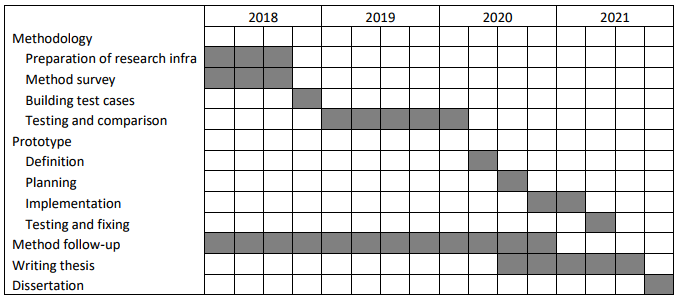 2018 2019 2020 2021
Methodology
Preparation of research infra
Method survey
Building test cases
Testing and comparison
Prototype
Definition
Planning
Implementation
Testing and fixing
Method follow-up
Writing thesis
Dissertation